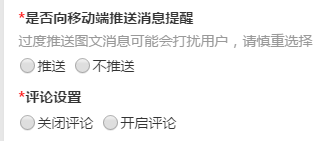 *是否向移动端推送消息提醒
过度推送图文消息可能会打扰用户，请慎重选择
推送 不推送
*评论设置
关闭评论 开启评论